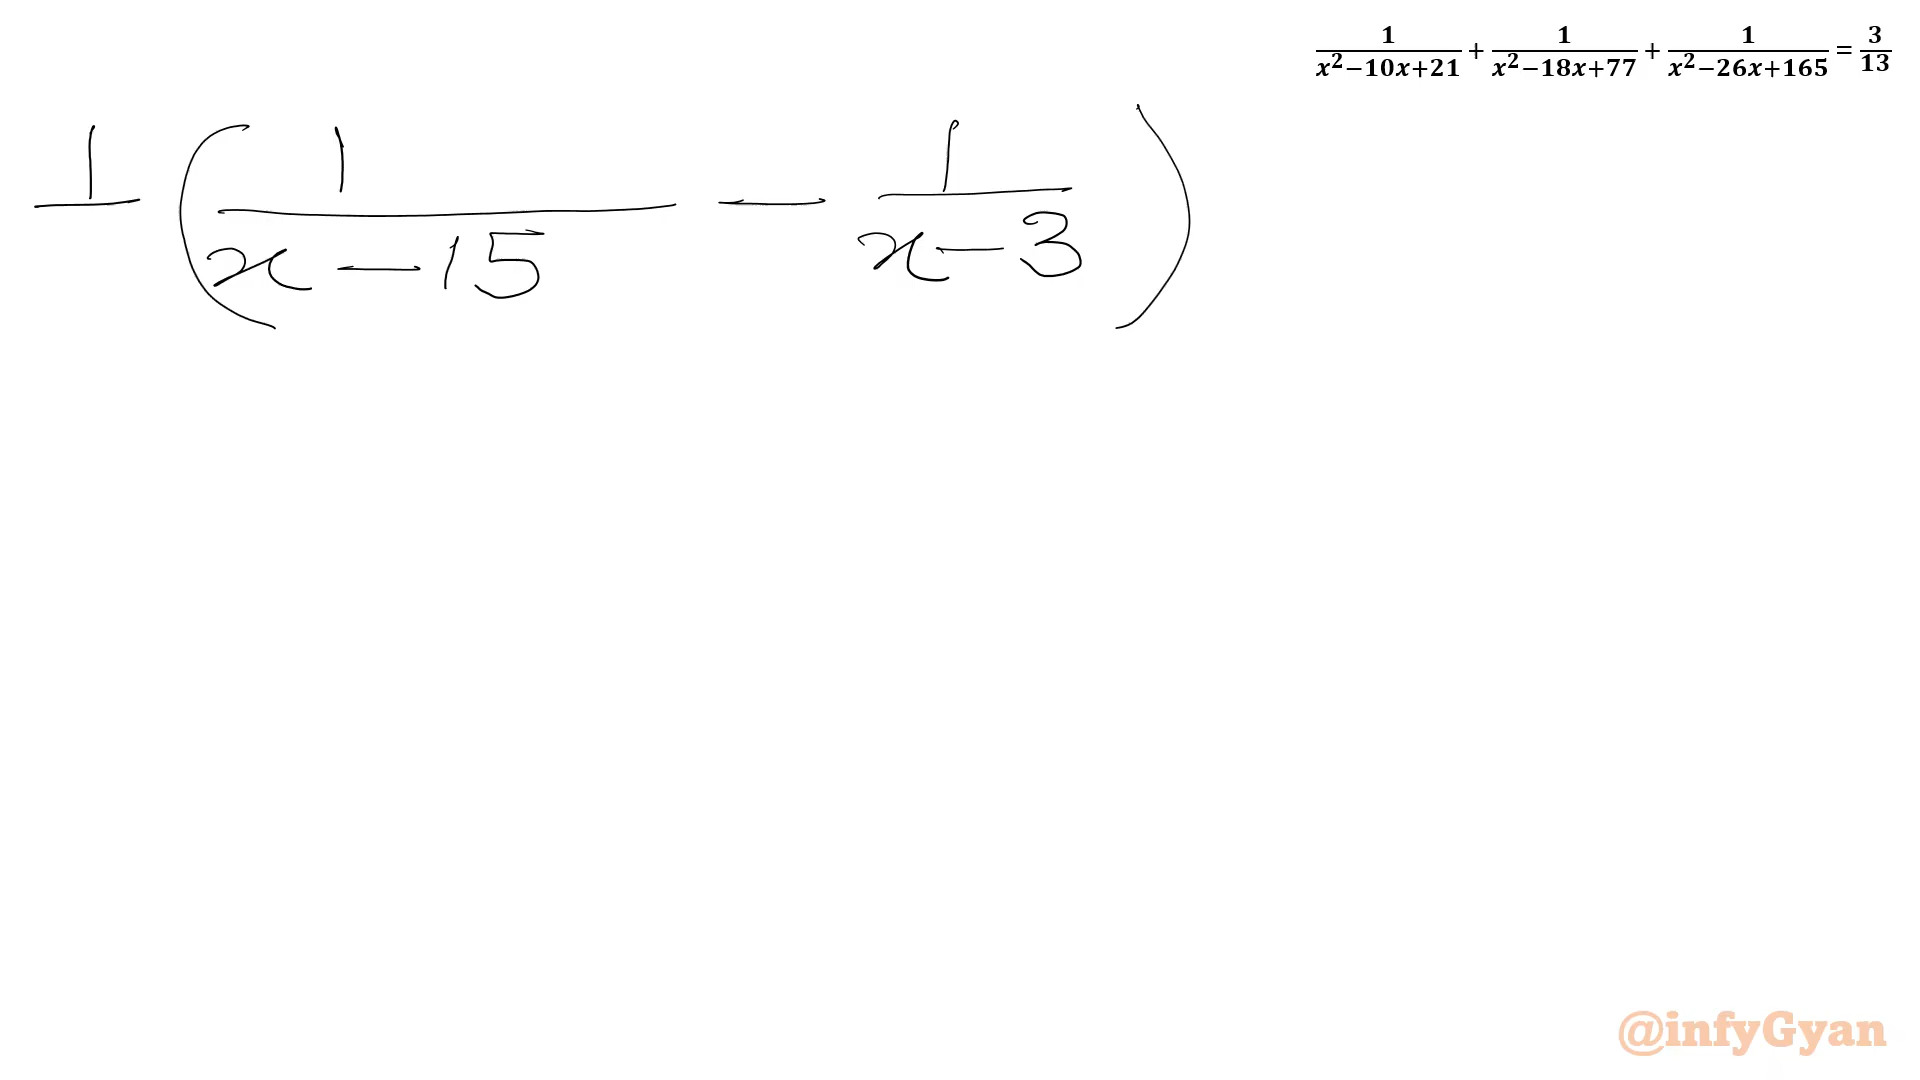 1/(x²−10x+21) + 1/(x²−18x+77) + 1/(x²−26x+165) = 3/13
1/ (1/(x−15) − 1/(x−3))
@infyGyan